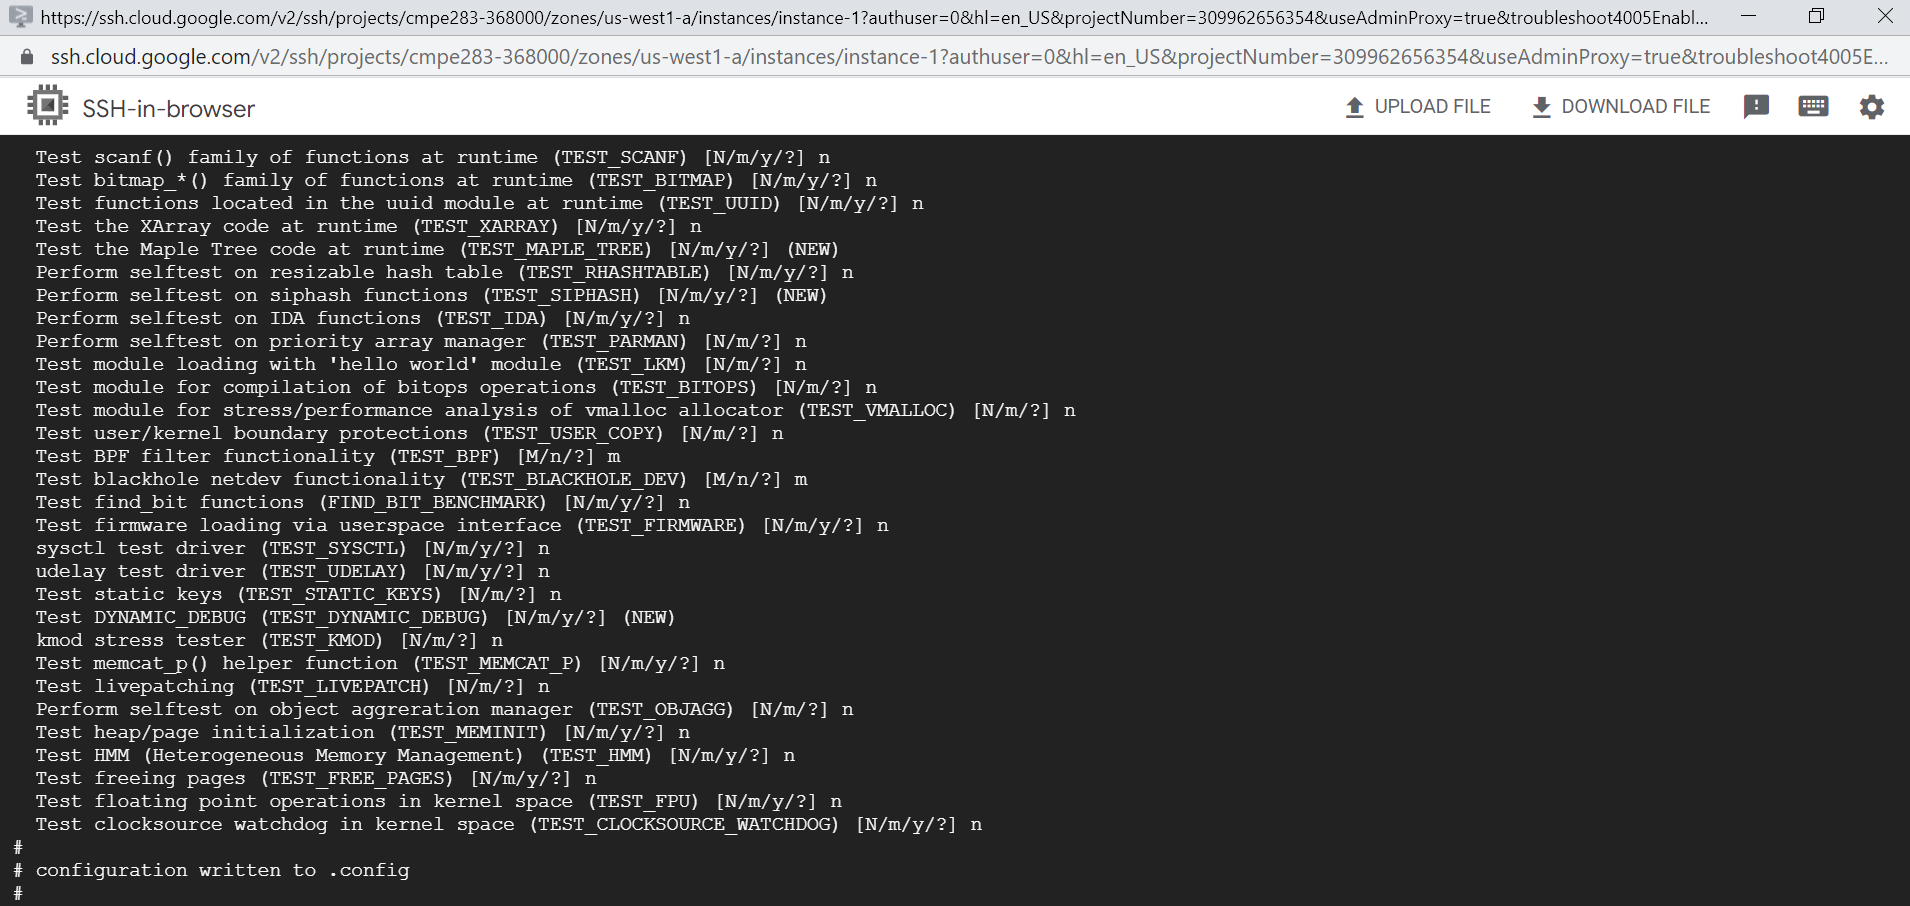 https://ssh.cloud.google.com/v2/ssh/projects/cmpe283-368000/zones/us-west1-a/instances/instance-1?authuser=0&hl=en_US&projectNumber=309962656354&useAdminProxy=true&troubleshoot4005Enabl...
ssh.cloud.google.com/v2/ssh/projects/cmpe283-368000/zones/us-west1-a/instances/instance-1?authuser=0&hl=en_US&projectNumber=309962656354&useAdminProxy=true&troubleshoot4005E...
SSH-in-browser UPLOAD FILE DOWNLOAD FILE
Test scanf() family of functions at runtime (TEST_SCANF) [N/m/y/?] n
Test bitmap_*() family of functions at runtime (TEST_BITMAP) [N/m/y/?] n
Test functions located in the uuid module at runtime (TEST_UUID) [N/m/y/?] n
Test the XArray code at runtime (TEST_XARRAY) [N/m/y/?] n
Test the Maple Tree code at runtime (TEST_MAPLE_TREE) [N/m/y/?] (NEW)
Perform selftest on resizable hash table (TEST_RHASHTABLE) [N/m/y/?] n
Perform selftest on siphash functions (TEST_SIPHASH) [N/m/y/?] (NEW)
Perform selftest on IDA functions (TEST_IDA) [N/m/y/?] n
Perform selftest on priority array manager (TEST_PARMAN) [N/m/?] n
Test module loading with 'hello world' module (TEST_LKM) [N/m/?] n
Test module for compilation of bitops operations (TEST_BITOPS) [N/m/?] n
Test module for stress/performance analysis of vmalloc allocator (TEST_VMALLOC) [N/m/?] n
Test user/kernel boundary protections (TEST_USER_COPY) [N/m/?] n
Test BPF filter functionality (TEST_BPF) [M/n/?] m
Test blackhole netdev functionality (TEST_BLACKHOLE_DEV) [M/n/?] m
Test find_bit functions (FIND_BIT_BENCHMARK) [N/m/y/?] n
Test firmware loading via userspace interface (TEST_FIRMWARE) [N/m/y/?] n
sysctl test driver (TEST_SYSCTL) [N/m/y/?] n
udelay test driver (TEST_UDELAY) [N/m/y/?] n
Test static keys (TEST_STATIC_KEYS) [N/m/?] n
Test DYNAMIC_DEBUG (TEST_DYNAMIC_DEBUG) [N/m/y/?] (NEW)
kmod stress tester (TEST_KMOD) [N/m/?] n
Test memcat_p() helper function (TEST_MEMCAT_P) [N/m/y/?] n
Test livepatching (TEST_LIVEPATCH) [N/m/?] n
Perform selftest on object aggreration manager (TEST_OBJAGG) [N/m/?] n
Test heap/page initialization (TEST_MEMINIT) [N/m/y/?] n
Test HMM (Heterogeneous Memory Management) (TEST_HMM) [N/m/y/?] n
Test freeing pages (TEST_FREE_PAGES) [N/m/y/?] n
Test floating point operations in kernel space (TEST_FPU) [N/m/y/?] n
Test clocksource watchdog in kernel space (TEST_CLOCKSOURCE_WATCHDOG) [N/m/y/?] n
#
# configuration written to .config
#